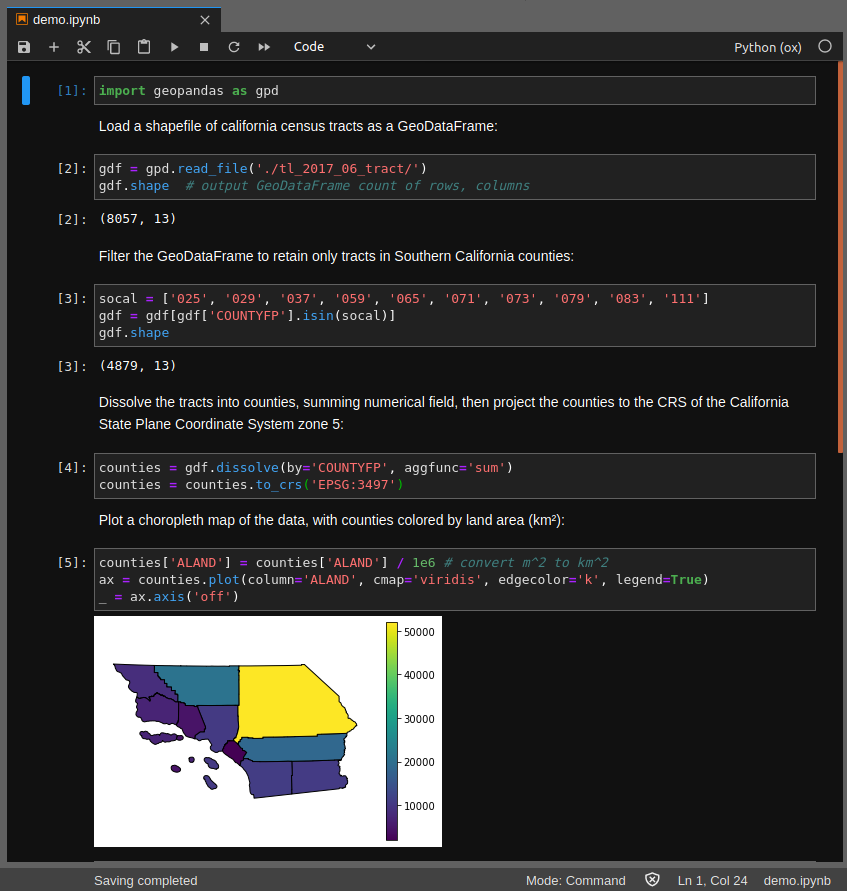 demo.ipynb
Code
Python (ox)
[1]: import geopandas as gpd
Load a shapefile of california census tracts as a GeoDataFrame:
[2]: gdf = gpd.read_file('./tl_2017_06_tract/')
gdf.shape  # output GeoDataFrame count of rows, columns
[2]: (8057, 13)
Filter the GeoDataFrame to retain only tracts in Southern California counties:
[3]: socal = ['025', '029', '037', '059', '065', '071', '073', '079', '083', '111']
gdf = gdf[gdf['COUNTYFP'].isin(socal)]
gdf.shape
[3]: (4879, 13)
Dissolve the tracts into counties, summing numerical field, then project the counties to the CRS of the California
State Plane Coordinate System zone 5:
[4]: counties = gdf.dissolve(by='COUNTYFP', aggfunc='sum')
counties = counties.to_crs('EPSG:3497')
Plot a choropleth map of the data, with counties colored by land area (km²):
[5]: counties['ALAND'] = counties['ALAND'] / 1e6 # convert m^2 to km^2
ax = counties.plot(column='ALAND', cmap='viridis', edgecolor='k', legend=True)
_ = ax.axis('off')
50000
40000
30000
20000
10000
Saving completed
Mode: Command
Ln 1, Col 24
demo.ipynb